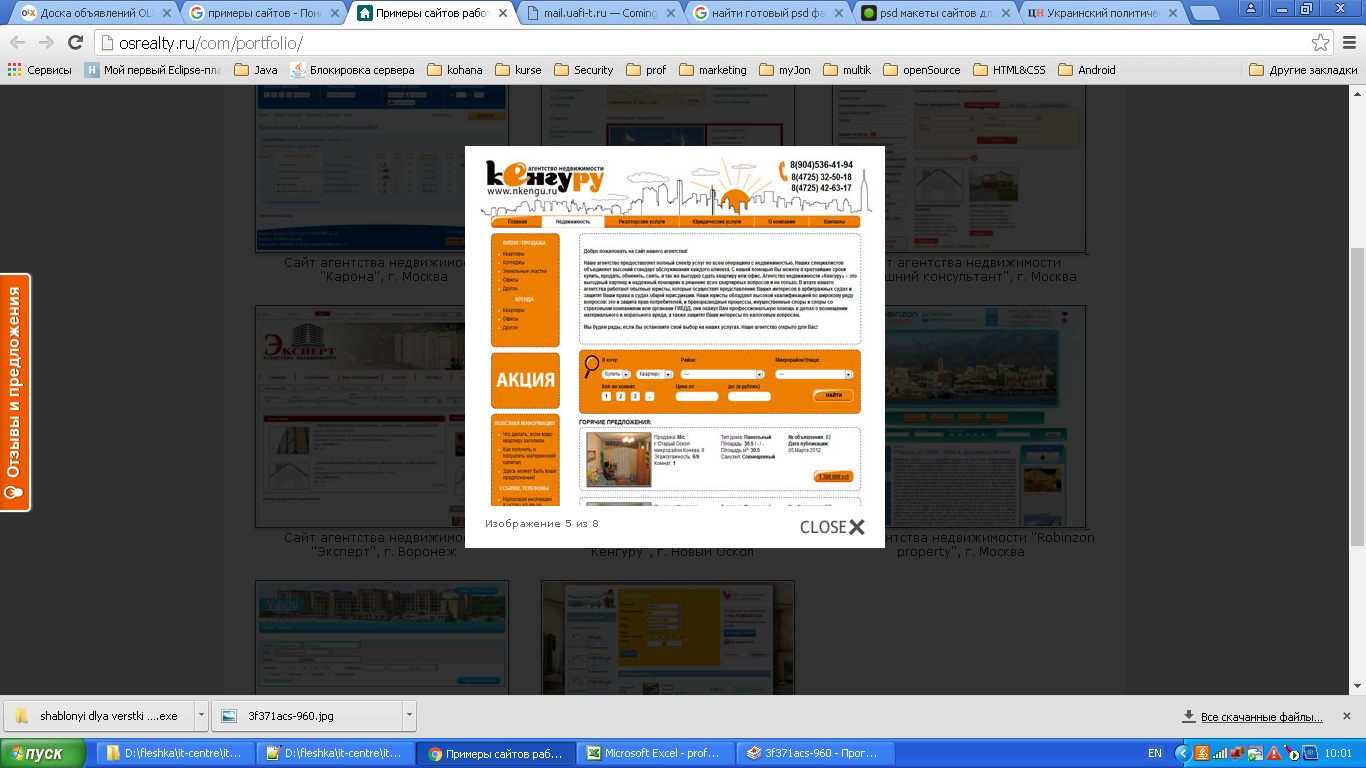 Доска объявлений OL
примеры сайтов - Пои
Примеры сайтов работ
mail.uafi-t.ru — Coming
найти готовый psd фа
psd макеты сайтов дл
Украинский политиче
osrealty.ru/com/portfolio/
Сервисы
Мой первый Eclipse-пла
Java
Блокировка сервера
kohana
kurse
Security
prof
marketing
myJon
multik
openSource
HTML&CSS
Android
Другие закладки
Отзывы и предложения
агентство недвижимости
кенгуру
www.nkengu.ru
8(904)536-41-94
8(4725) 32-50-18
8(4725) 42-63-17
Главная
Недвижимость
Риэлторские услуги
Юридические услуги
О компании
Контакты
КУПЛЯ / ПРОДАЖА
Квартиры
Коттеджи
Земельные участки
Офисы
Другое
АРЕНДА
Квартиры
Офисы
Другое
АКЦИЯ
ПОЛЕЗНАЯ ИНФОРМАЦИЯ
Что делать, если вашу
квартиру затопили
Как получить и
потратить материнский
капитал
Здесь может быть ваше
предложение!
ССЫЛКИ, ТЕЛЕФОНЫ
Налоговая инспекция
Добро пожаловать на сайт нашего агентства!
Наше агентство предоставляет полный спектр услуг по всем операциям с недвижимостью. Наших специалистов
объединяет высокий стандарт обслуживания каждого клиента. С нашей помощью Вы можете в кратчайшие сроки
купить, продать, обменять, снять, а так же выгодно сдать квартиру или офис. Агентство недвижимости «Кенгуру» – это
выгодный партнер и надежный помощник в решение всех квартирных вопросов и не только. В штате нашего
агентства работают опытные юристы, которые осуществят представление Ваших интересов в арбитражных судах и
защитят Ваши права в судах общей юрисдикции. Наши юристы обладают высокой квалификацией по широкому ряду
вопросов: это и защита прав потребителей, и бракоразводные процессы, имущественные споры и споры со
страховыми компаниями или органами ГИБДД, они окажут Вам профессиональную помощь в делах о возмещении
материального и морального вреда, а также защитят Ваши интересы по налоговым вопросам.
Мы будем рады, если Вы остановите свой выбор на наших услугах. Наше агентство открыто для Вас!
Я хочу:
Район:
Микрорайон/Улица:
Купить
Квартиру
Кол-во комнат:
Цена от:
до: (в рублях)
1 2 3
НАЙТИ
ГОРЯЧИЕ ПРЕДЛОЖЕНИЯ:
Продажа: М/с
г. Старый Оскол
микрорайон Конева, 9
Этаж/этажность: 6/9
Комнат: 1
Тип дома: Панельный
Площадь: 30.5 / - / -
Площадь м²: 30.5
Санузел: Совмещенный
№ объявления: 92
Дата публикации:
05 Марта 2012
1 300 000 руб
Изображение 5 из 8
CLOSE
Сайт агентства недвижи
"Карона", г. Москва
агентства
шний консультант", г. Москва
Эксперт
Сайт агентства недвижи
"Эксперт", г. Воронеж
"Кенгуру", г. Новый Оскол
нтства недвижимости "Robinzon
property", г. Москва
shablonyi dlya verstki ....exe
3f371acs-960.jpg
Все скачанные файлы...
пуск
D:\fleshka\it-centre\it...
D:\fleshka\it-centre\it...
Примеры сайтов раб...
Microsoft Excel - prof...
3f371acs-960 - Прог...
EN
10:01